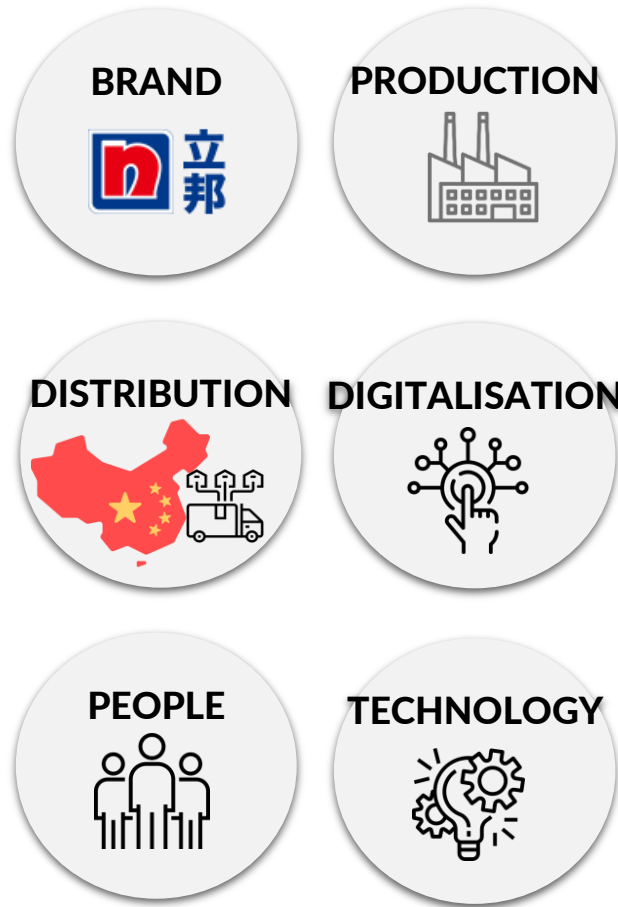 BRAND
PRODUCTION
n
立
邦
DISTRIBUTION
DIGITALISATION
PEOPLE
TECHNOLOGY